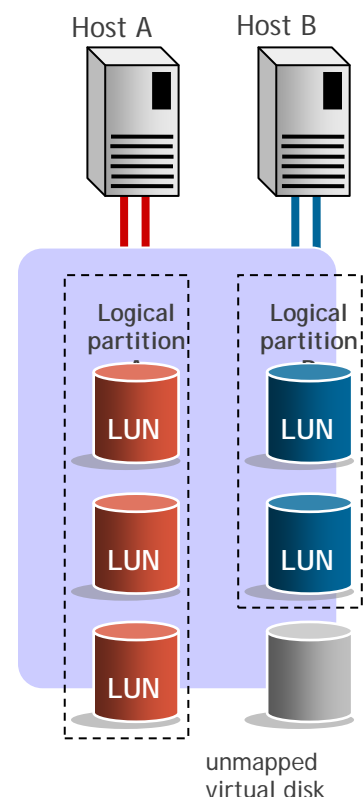 Host A
Host B
Logical
partition
Logical
partition
LUN
LUN
LUN
LUN
LUN
unmapped
virtual disk